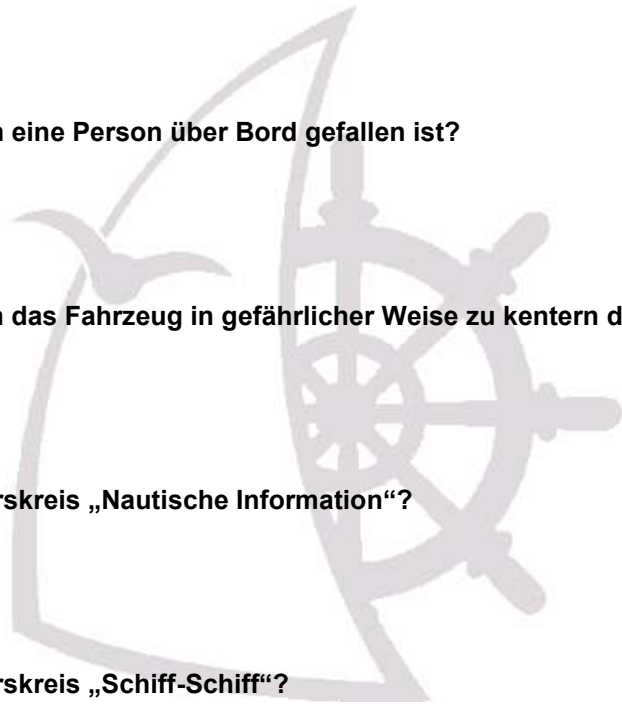 eine Person über Bord gefallen ist?
das Fahrzeug in gefährlicher Weise zu kentern d
rskreis „Nautische Information“?
rskreis „Schiff-Schiff“?